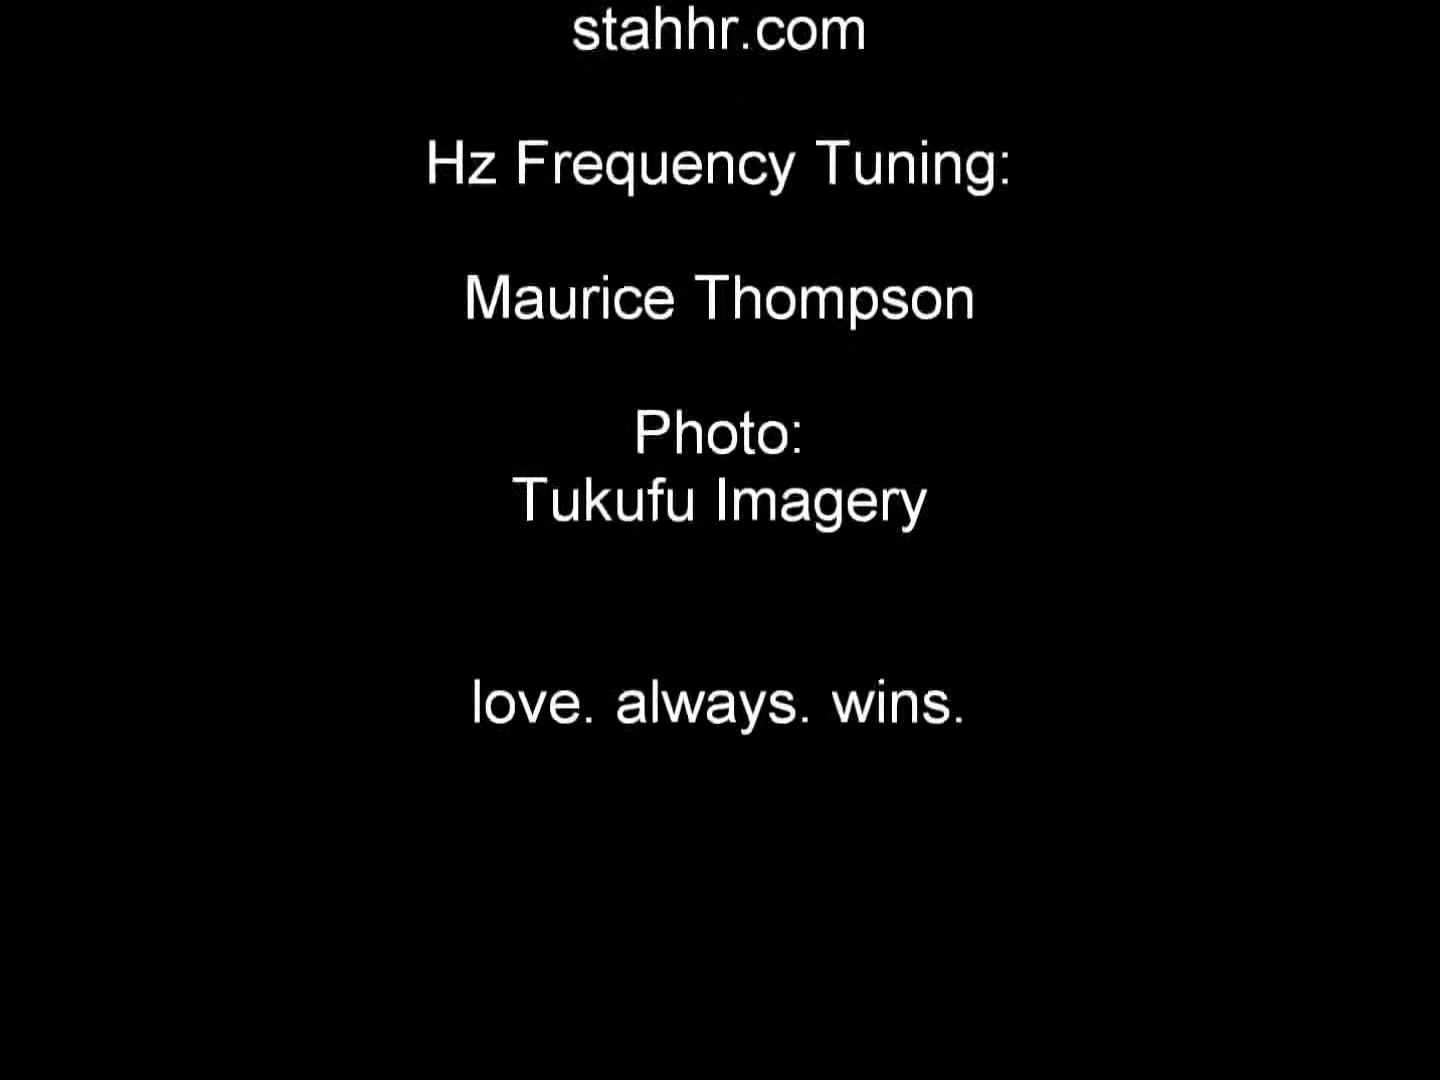 stahhr.com
Hz Frequency Tuning:
Maurice Thompson
Photo:
Tukufu Imagery
love. always. wins.